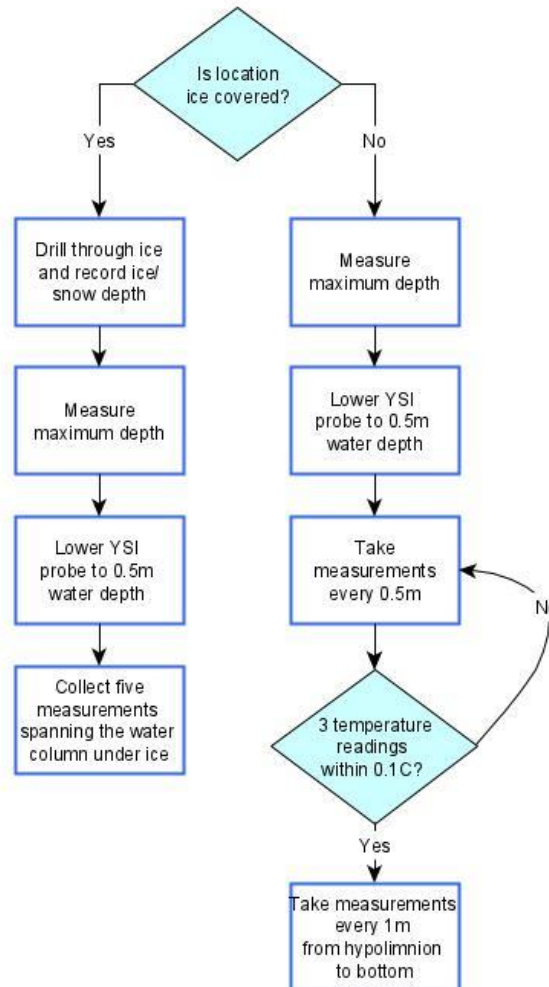 Is location
ice covered?
Yes
No
Drill through ice
and record ice/
snow depth
Measure
maximum depth
Measure
maximum depth
Lower YSI
probe to 0.5m
water depth
Lower YSI
probe to 0.5m
water depth
Take
measurements
every 0.5m
Collect five
measurements
spanning the water
column under ice
3 temperature
readings
within 0.1C?
Yes
Take measurements
every 1m
from hypolimnion
to bottom